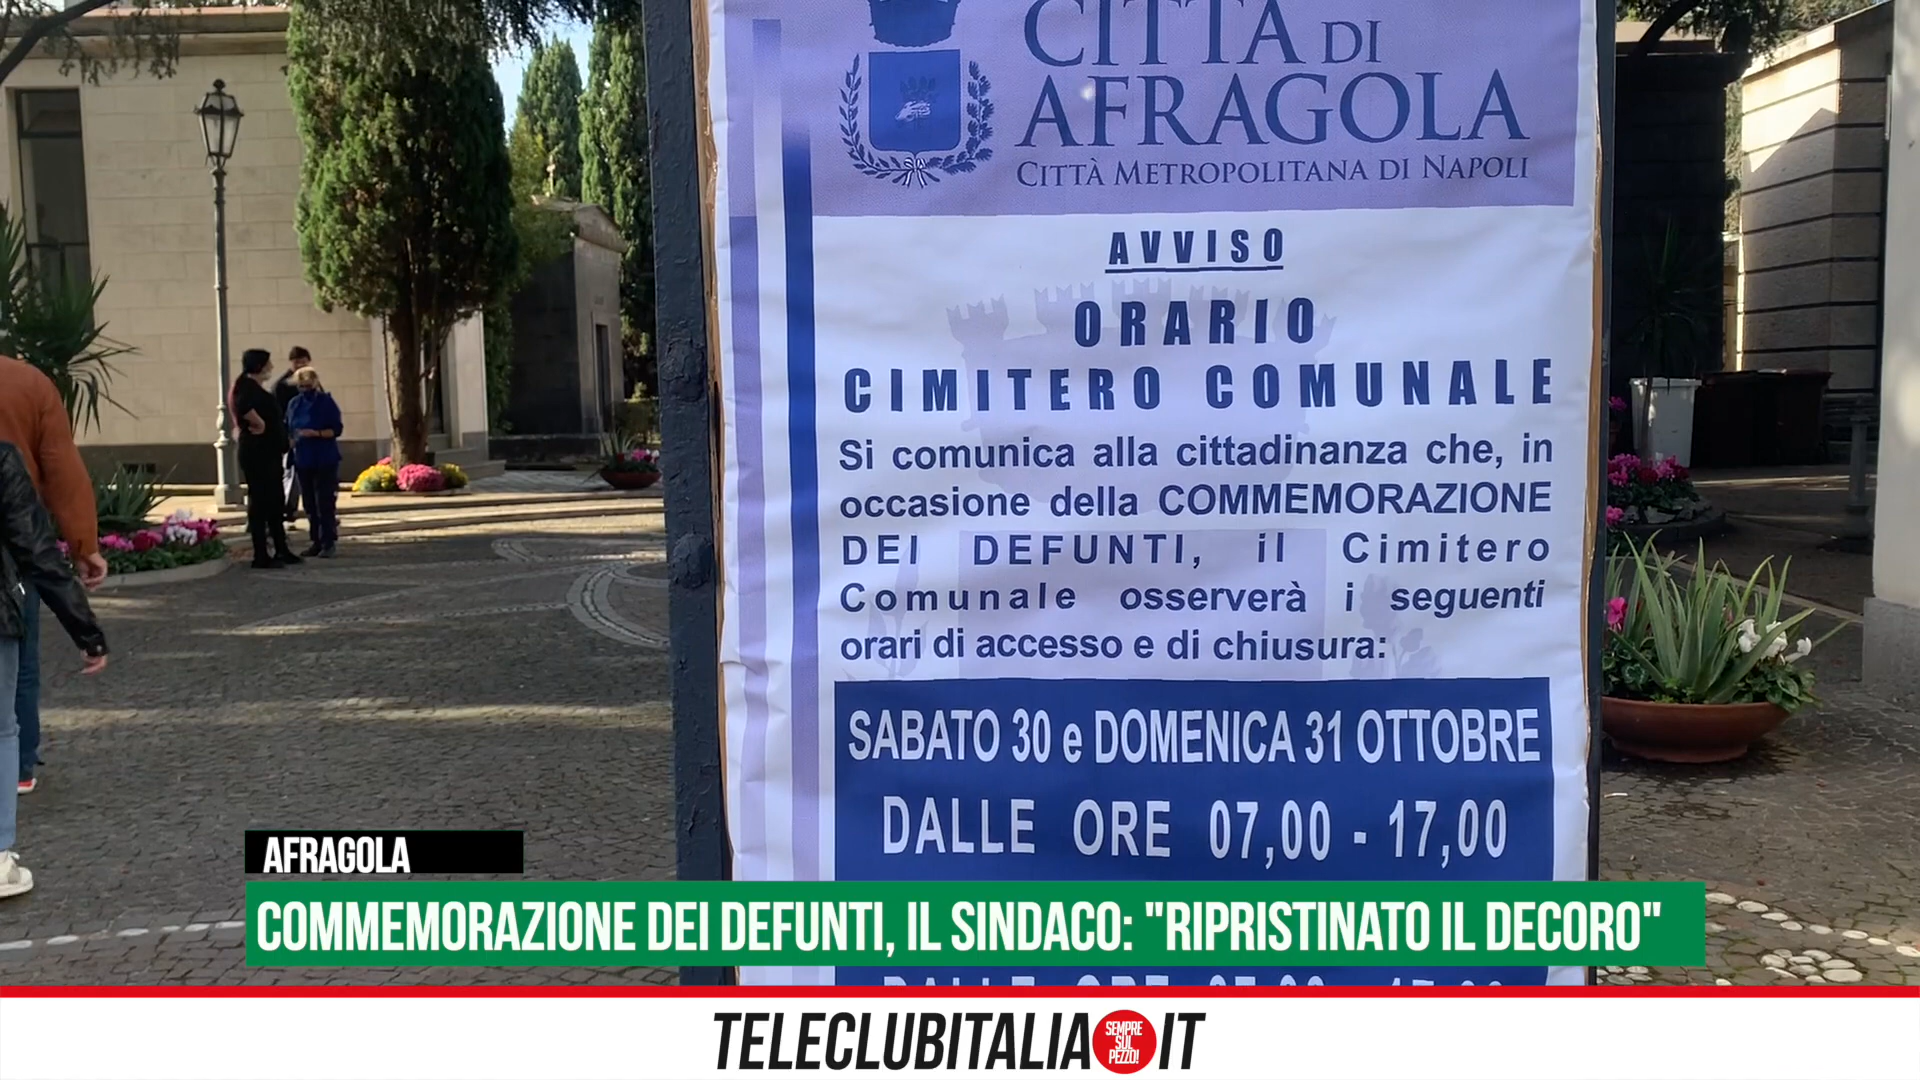 CITTÀ DI
AFRAGOLA
CITTÀ METROPOLITANA DI NAPOLI
AVVISO
ORARIO
CIMITERO COMUNALE
Si comunica alla cittadinanza che, in
occasione della COMMEMORAZIONE
DEI DEFUNTI, il Cimitero
Comunale osserverà i seguenti
orari di accesso e di chiusura:
SABATO 30 e DOMENICA 31 OTTOBRE
DALLE ORE 07,00 - 17,00
AFRAGOLA
COMMEMORAZIONE DEI DEFUNTI, IL SINDACO: "RIPRISTINATO IL DECORO"
TELECLUBITALIA SEMPRE SUL PEZZO! IT